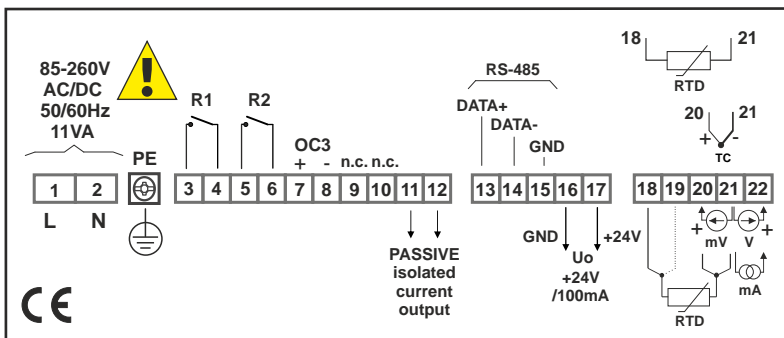 85-260V
AC/DC
50/60Hz
11VA
R1
R2
OC3
+ -
n.c. n.c.
RS-485
DATA+
DATA-
GND
18 21
RTD
20 21
+ -
TC
PE
1 2
3 4 5 6 7 8 9 10 11 12
13 14 15 16 17
18 19 20 21 22
L N
PASSIVE
isolated
current
output
GND
+24V
Uo
+24V
/100mA
+ +
mV V
mA
RTD
CE